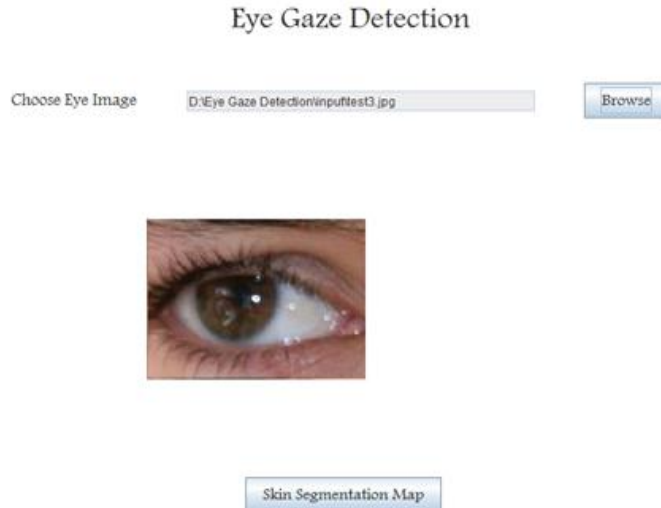 Eye Gaze Detection
Choose Eye Image D:\Eye Gaze Detection\input\test3.jpg Browse
Skin Segmentation Map